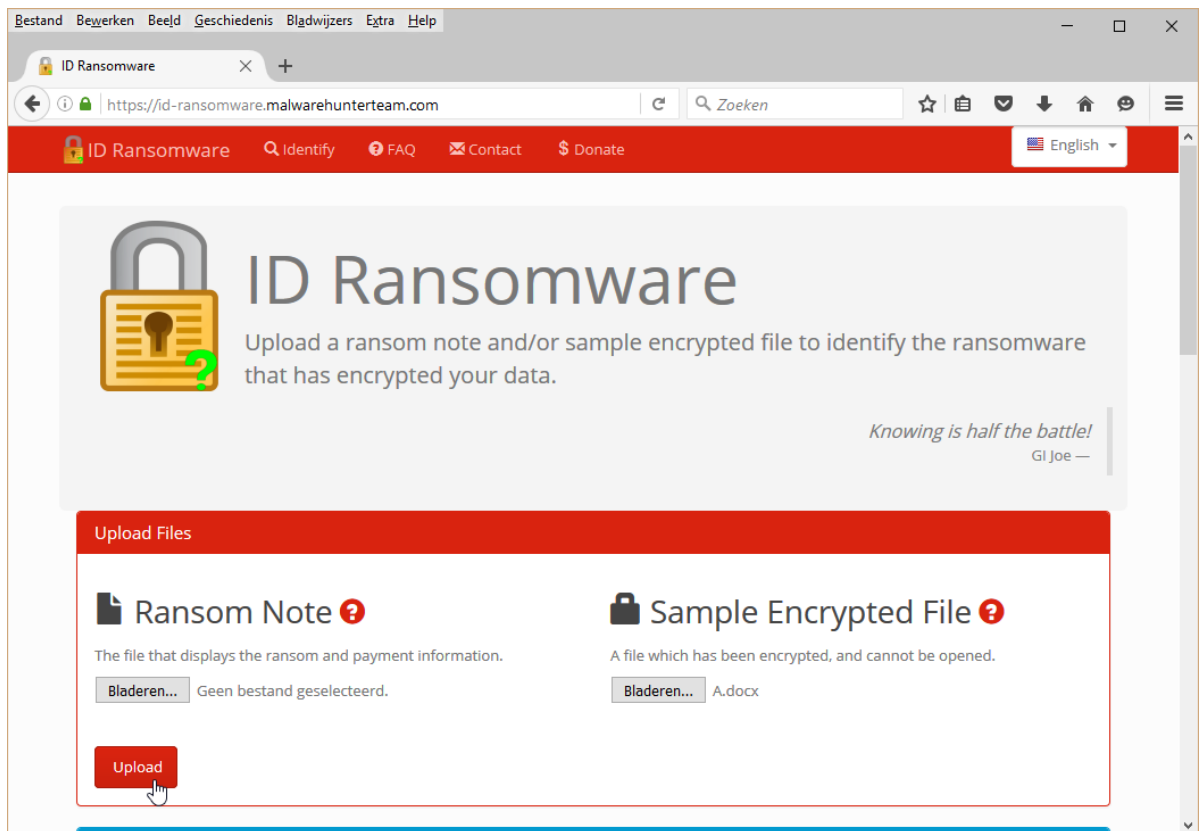 Bestand Bewerken Beeld Geschiedenis Bladwijzers Extra Help
ID Ransomware
https://id-ransomware.malwarehunterteam.com Zoeken
ID Ransomware Identify FAQ Contact $ Donate English
ID Ransomware
Upload a ransom note and/or sample encrypted file to identify the ransomware
that has encrypted your data.
Knowing is half the battle!
GI Joe —
Upload Files
Ransom Note ? Sample Encrypted File ?
The file that displays the ransom and payment information. A file which has been encrypted, and cannot be opened.
Bladeren... Geen bestand geselecteerd. Bladeren... A.docx
Upload